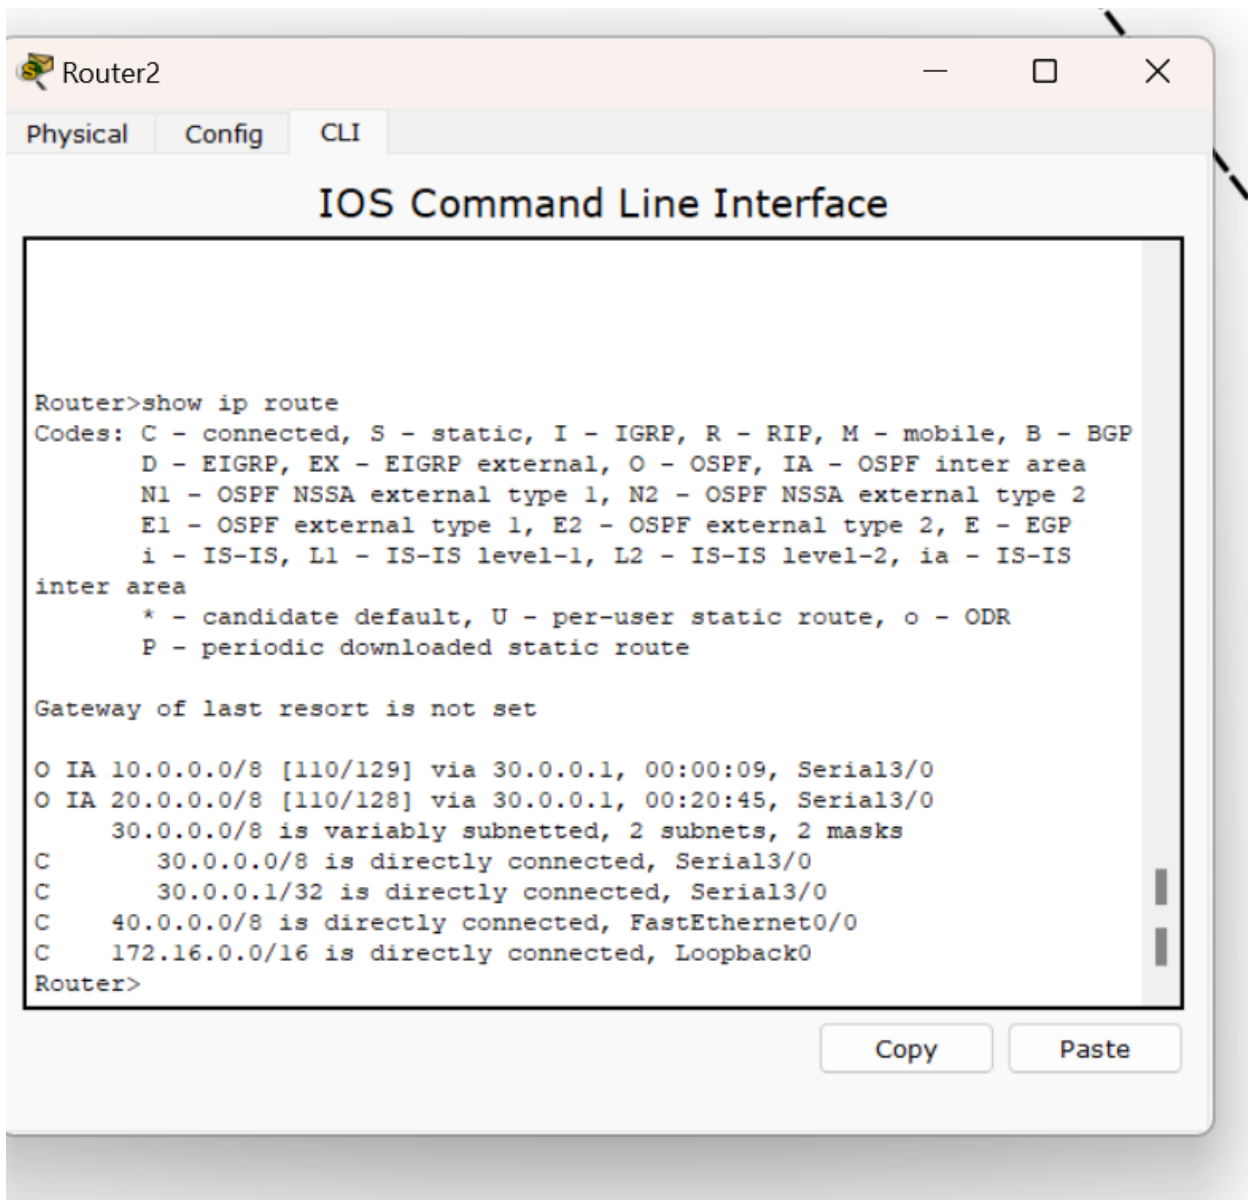 Router2
Physical Config CLI
IOS Command Line Interface
Router>show ip route
Codes: C - connected, S - static, I - IGRP, R - RIP, M - mobile, B - BGP
       D - EIGRP, EX - EIGRP external, O - OSPF, IA - OSPF inter area
       N1 - OSPF NSSA external type 1, N2 - OSPF NSSA external type 2
       E1 - OSPF external type 1, E2 - OSPF external type 2, E - EGP
       i - IS-IS, L1 - IS-IS level-1, L2 - IS-IS level-2, ia - IS-IS
inter area
       * - candidate default, U - per-user static route, o - ODR
       P - periodic downloaded static route
Gateway of last resort is not set
O IA 10.0.0.0/8 [110/129] via 30.0.0.1, 00:00:09, Serial3/0
O IA 20.0.0.0/8 [110/128] via 30.0.0.1, 00:20:45, Serial3/0
     30.0.0.0/8 is variably subnetted, 2 subnets, 2 masks
C       30.0.0.0/8 is directly connected, Serial3/0
C       30.0.0.1/32 is directly connected, Serial3/0
C    40.0.0.0/8 is directly connected, FastEthernet0/0
C    172.16.0.0/16 is directly connected, Loopback0
Router>
Copy Paste